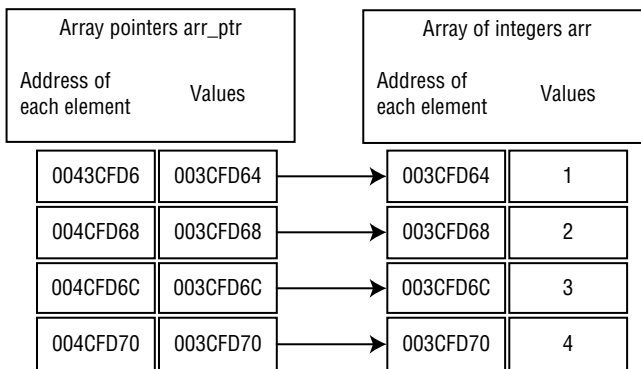 Array pointers arr_ptr
Address of
each element
Values
Array of integers arr
Address of
each element
Values
0043CFD6 003CFD64 003CFD64 1
004CFD68 003CFD68 003CFD68 2
004CFD6C 003CFD6C 003CFD6C 3
004CFD70 003CFD70 003CFD70 4